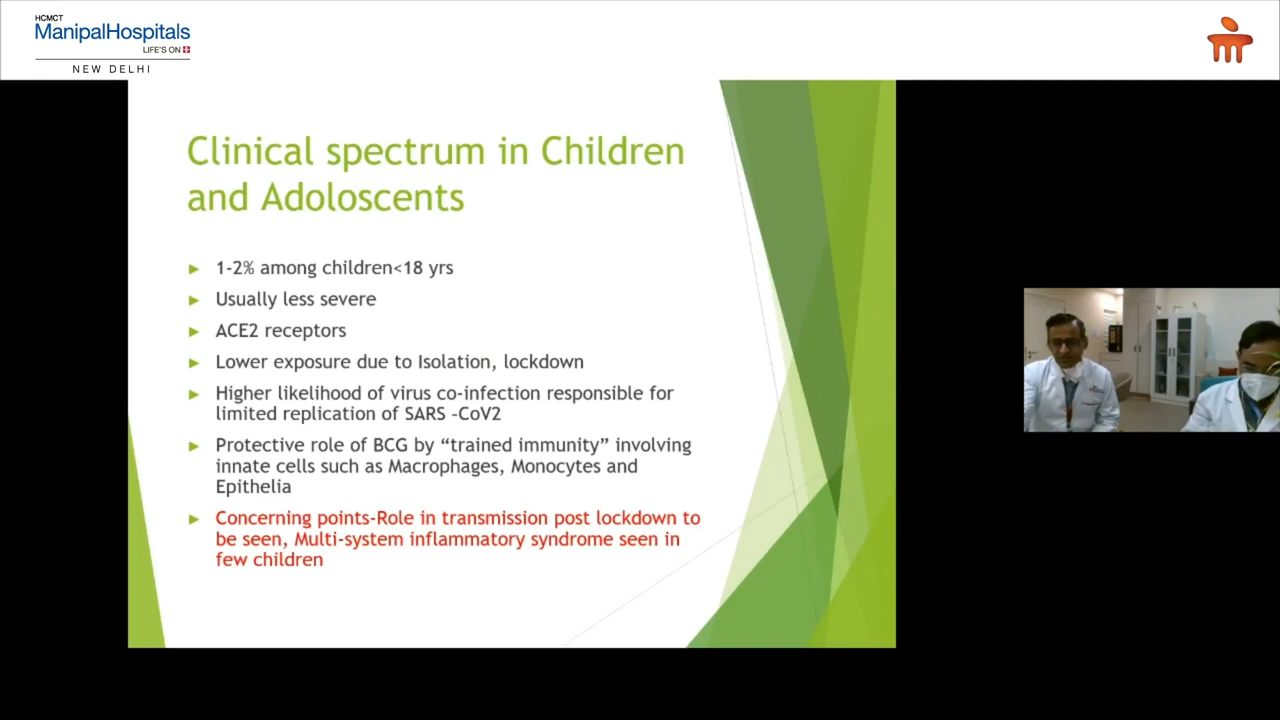 HCMCT
ManipalHospitals
LIFE'S ON
NEW DELHI
Clinical spectrum in Children
and Adoloscents
1-2% among children<18 yrs
Usually less severe
ACE2 receptors
Lower exposure due to Isolation, lockdown
Higher likelihood of virus co-infection responsible for
limited replication of SARS -CoV2
Protective role of BCG by “trained immunity” involving
innate cells such as Macrophages, Monocytes and
Epithelia
Concerning points-Role in transmission post lockdown to
be seen, Multi-system inflammatory syndrome seen in
few children